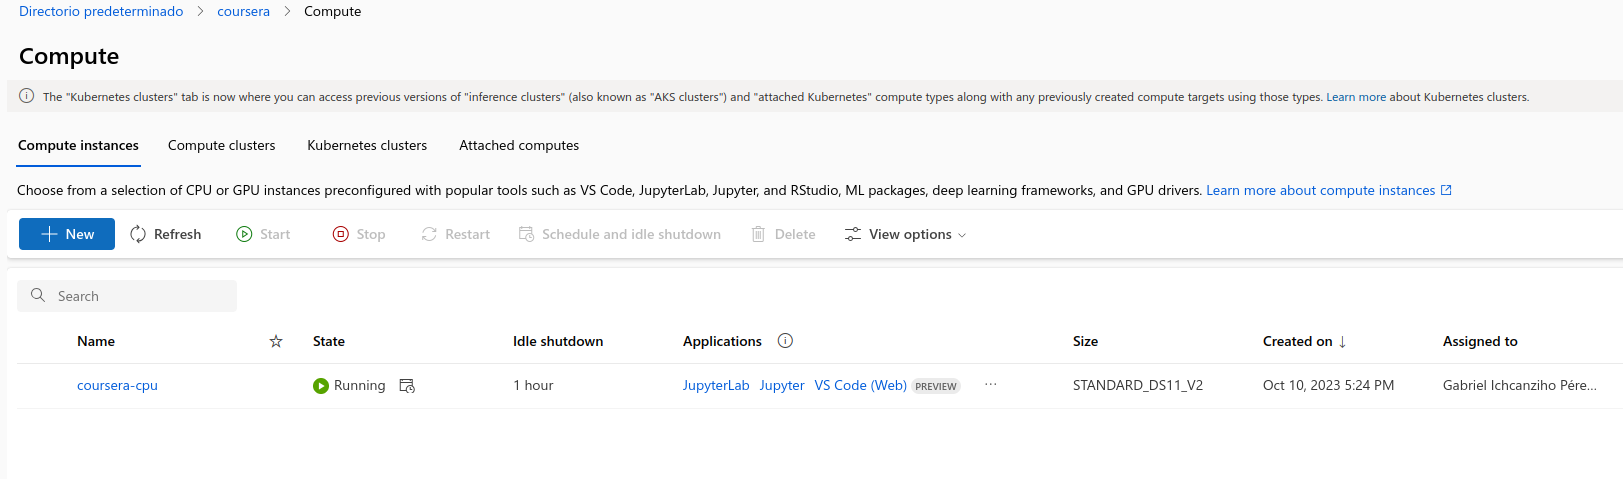 Directorio predeterminado > coursera > Compute
Compute
The "Kubernetes clusters" tab is now where you can access previous versions of "inference clusters" (also known as "AKS clusters") and "attached Kubernetes" compute types along with any previously created compute targets using those types. Learn more about Kubernetes clusters.
Compute instances Compute clusters Kubernetes clusters Attached computes
Choose from a selection of CPU or GPU instances preconfigured with popular tools such as VS Code, JupyterLab, Jupyter, and RStudio, ML packages, deep learning frameworks, and GPU drivers. Learn more about compute instances
New Refresh Start Stop Restart Schedule and idle shutdown Delete View options
Search
Name State Idle shutdown Applications Size Created on ↓ Assigned to
coursera-cpu Running 1 hour JupyterLab Jupyter VS Code (Web) PREVIEW ··· STANDARD_DS11_V2 Oct 10, 2023 5:24 PM Gabriel Ichcanziho Pére...